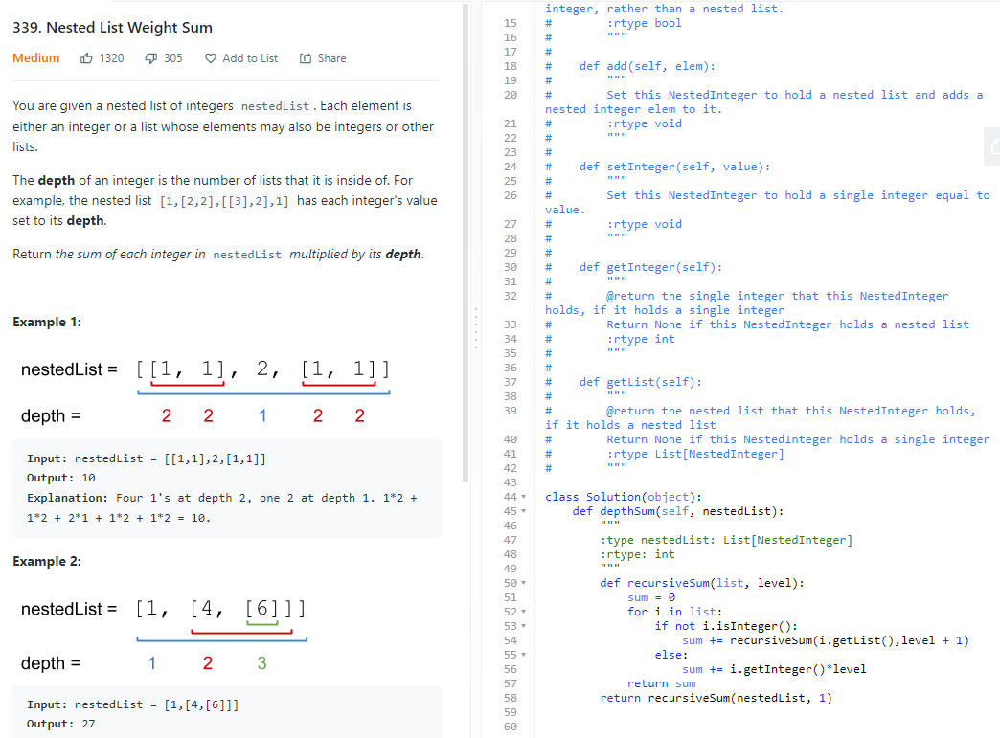 339. Nested List Weight Sum
Medium 1320 305 Add to List Share
You are given a nested list of integers nestedList . Each element is
either an integer or a list whose elements may also be integers or other
lists.
The depth of an integer is the number of lists that it is inside of. For
example, the nested list [1,[2,2],[[3],2],1] has each integer's value
set to its depth.
Return the sum of each integer in nestedList multiplied by its depth.
Example 1:
nestedList = [[1, 1], 2, [1, 1]]
depth = 2 2 1 2 2
Input: nestedList = [[1,1],2,[1,1]]
Output: 10
Explanation: Four 1's at depth 2, one 2 at depth 1. 1*2 +
1*2 + 2*1 + 1*2 + 1*2 = 10.
Example 2:
nestedList = [1, [4, [6]]]
depth = 1 2 3
Input: nestedList = [1,[4,[6]]]
Output: 27
integer, rather than a nested list.
15 # :rtype bool
16 # """
17 #
18 # def add(self, elem):
19 # """
20 # Set this NestedInteger to hold a nested list and adds a
nested integer elem to it.
21 # :rtype void
22 # """
23 #
24 # def setInteger(self, value):
25 # """
26 # Set this NestedInteger to hold a single integer equal to
value.
27 # :rtype void
28 # """
29 #
30 # def getInteger(self):
31 # """
32 # @return the single integer that this NestedInteger
holds, if it holds a single integer
33 # Return None if this NestedInteger holds a nested list
34 # :rtype int
35 # """
36 #
37 # def getList(self):
38 # """
39 # @return the nested list that this NestedInteger holds,
if it holds a nested list
40 # Return None if this NestedInteger holds a single integer
41 # :rtype List[NestedInteger]
42 # """
43
44 class Solution(object):
45 def depthSum(self, nestedList):
46 """
47 :type nestedList: List[NestedInteger]
48 :rtype: int
49 """
50 def recursiveSum(list, level):
51 sum = 0
52 for i in list:
53 if not i.isInteger():
54 sum += recursiveSum(i.getList(),level + 1)
55 else:
56 sum += i.getInteger()*level
57 return sum
58 return recursiveSum(nestedList, 1)
59
60